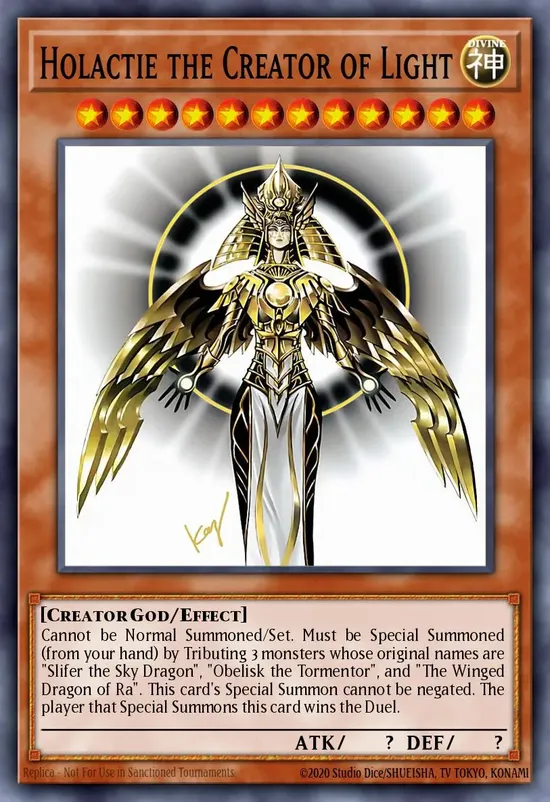 Holactie the Creator of Light
DIVINE
神
Kaz
[Creator God/Effect]
Cannot be Normal Summoned/Set. Must be Special Summoned
(from your hand) by Tributing 3 monsters whose original names are
"Slifer the Sky Dragon", "Obelisk the Tormentor", and "The Winged
Dragon of Ra". This card's Special Summon cannot be negated. The
player that Special Summons this card wins the Duel.
ATK/ ? DEF/ ?
Replica - Not For Use in Sanctioned Tournaments.
©2020 Studio Dice/SHUEISHA, TV TOKYO, KONAMI